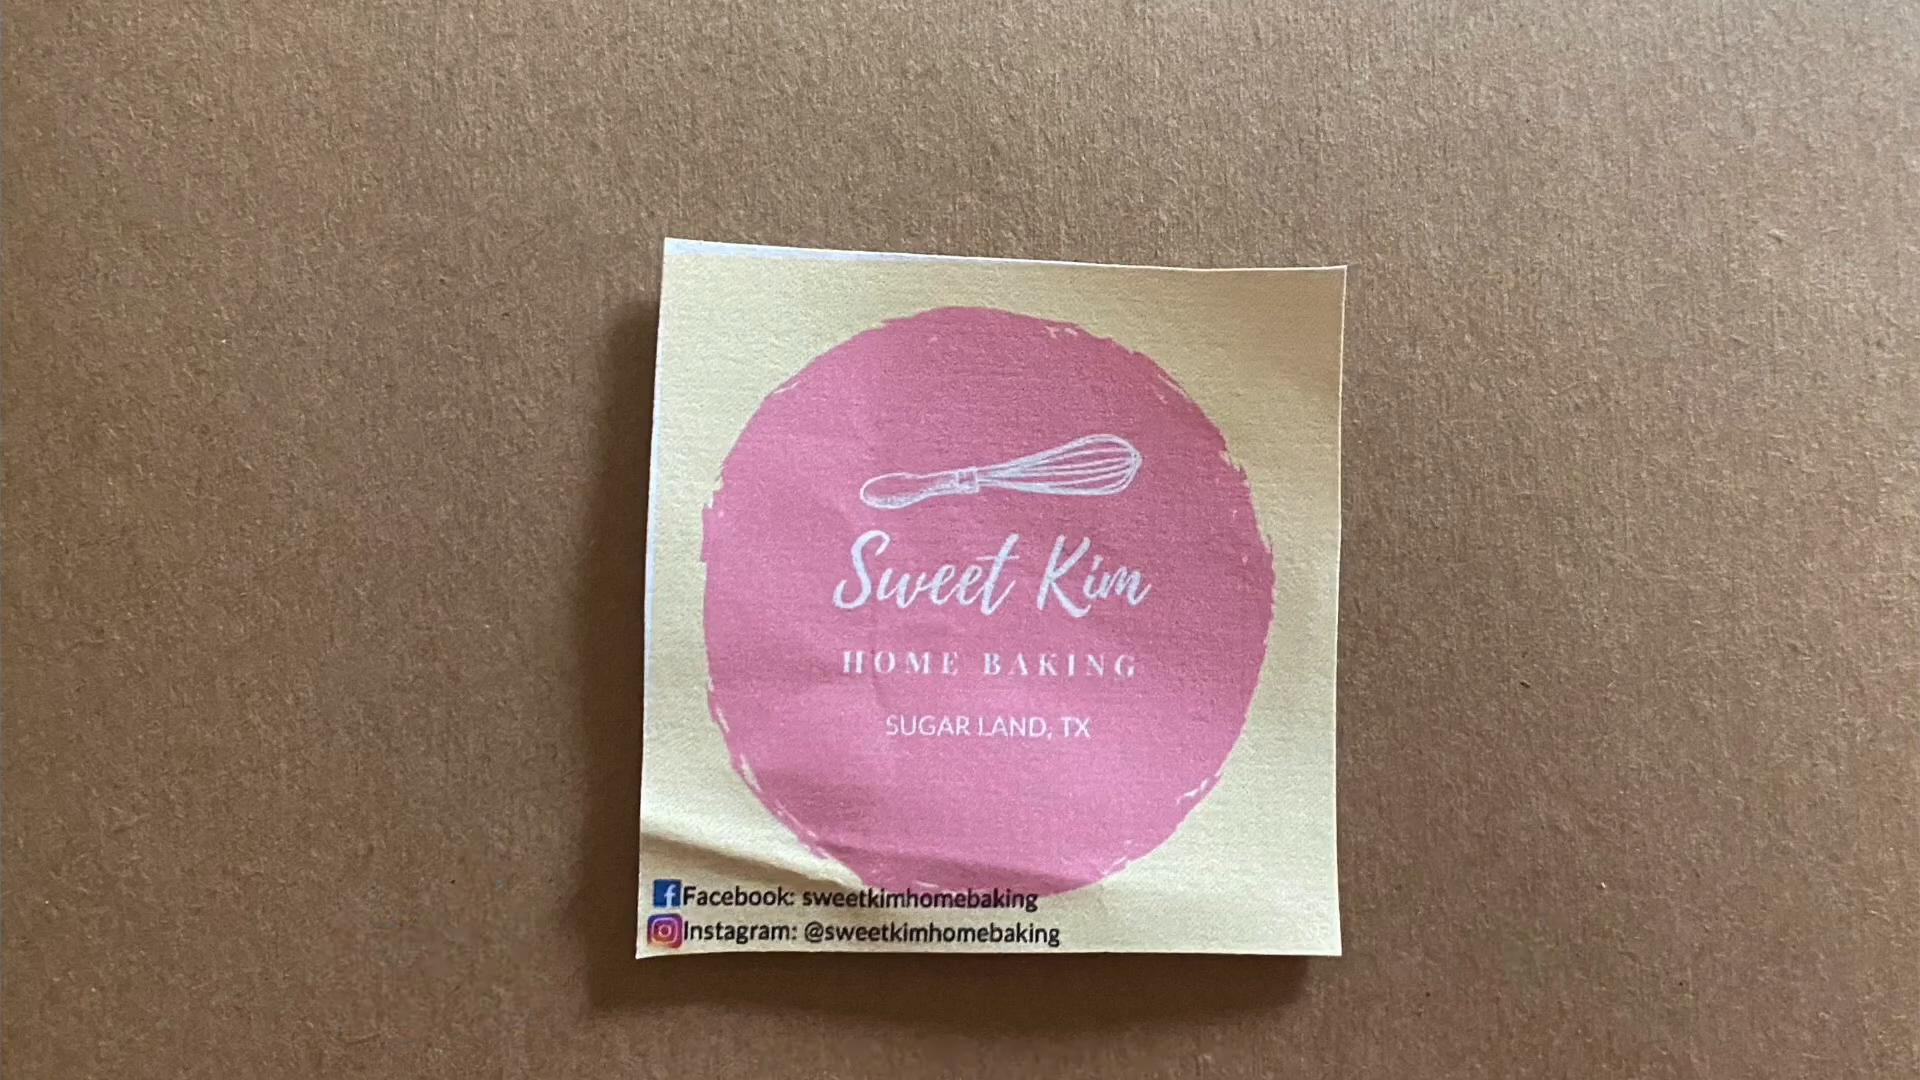 Sweet Kim
HOME BAKING
SUGAR LAND, TX
Facebook: sweetkimhomebaking
Instagram: @sweetkimhomebaking